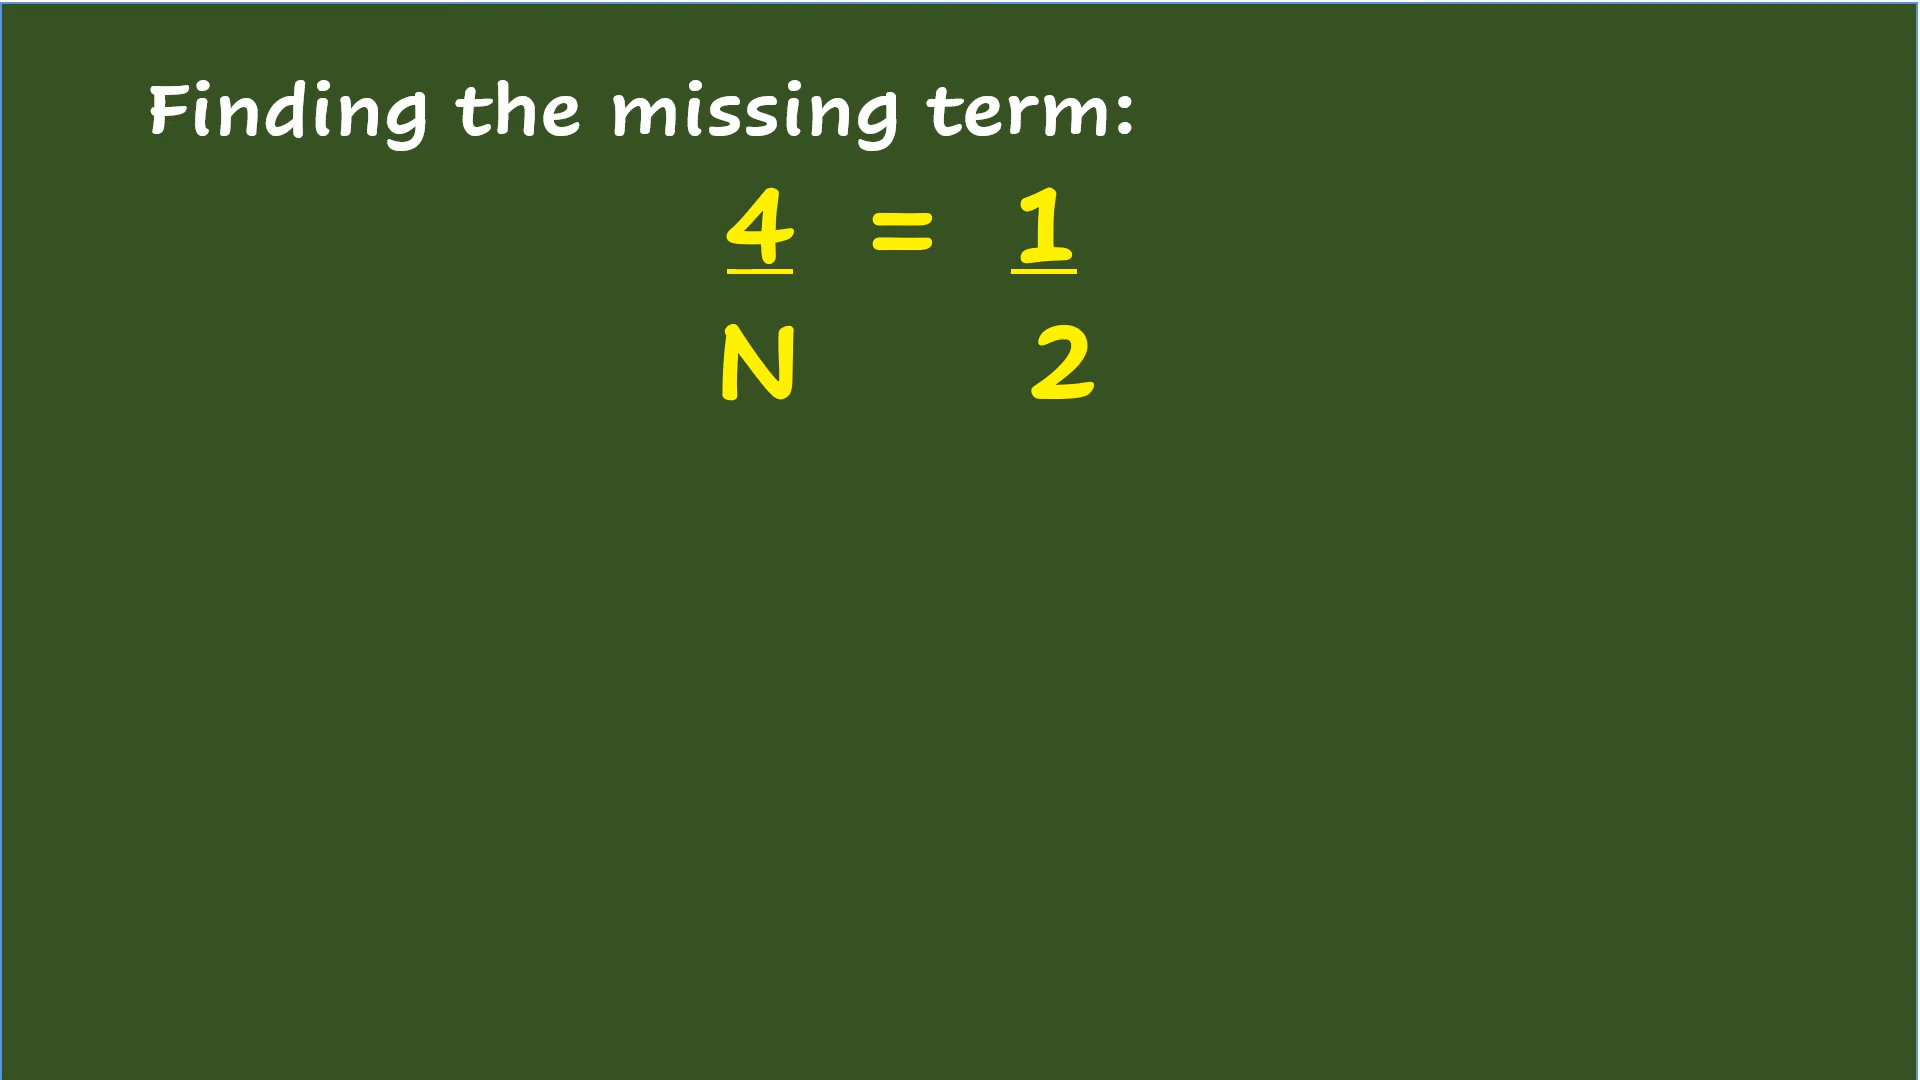 Finding the missing term:
4 = 1
N 2